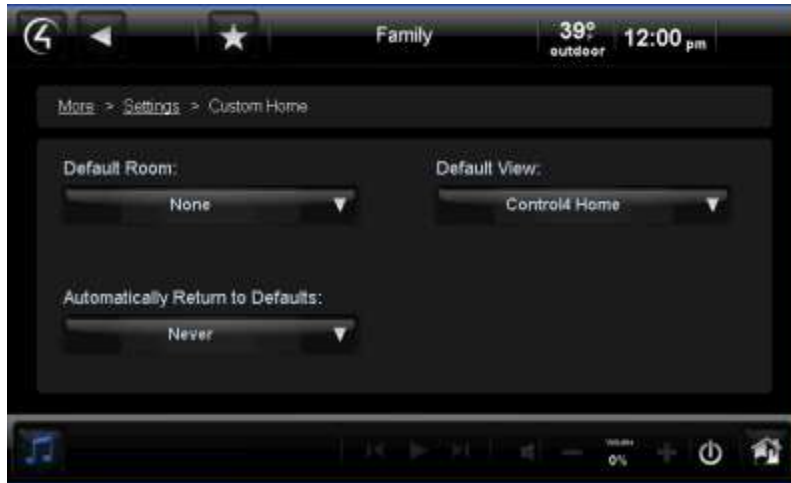 Family
39°
outdoor
12:00 pm
More > Settings > Custom Home
Default Room:
None
Default View:
Control4 Home
Automatically Return to Defaults:
Never
0%